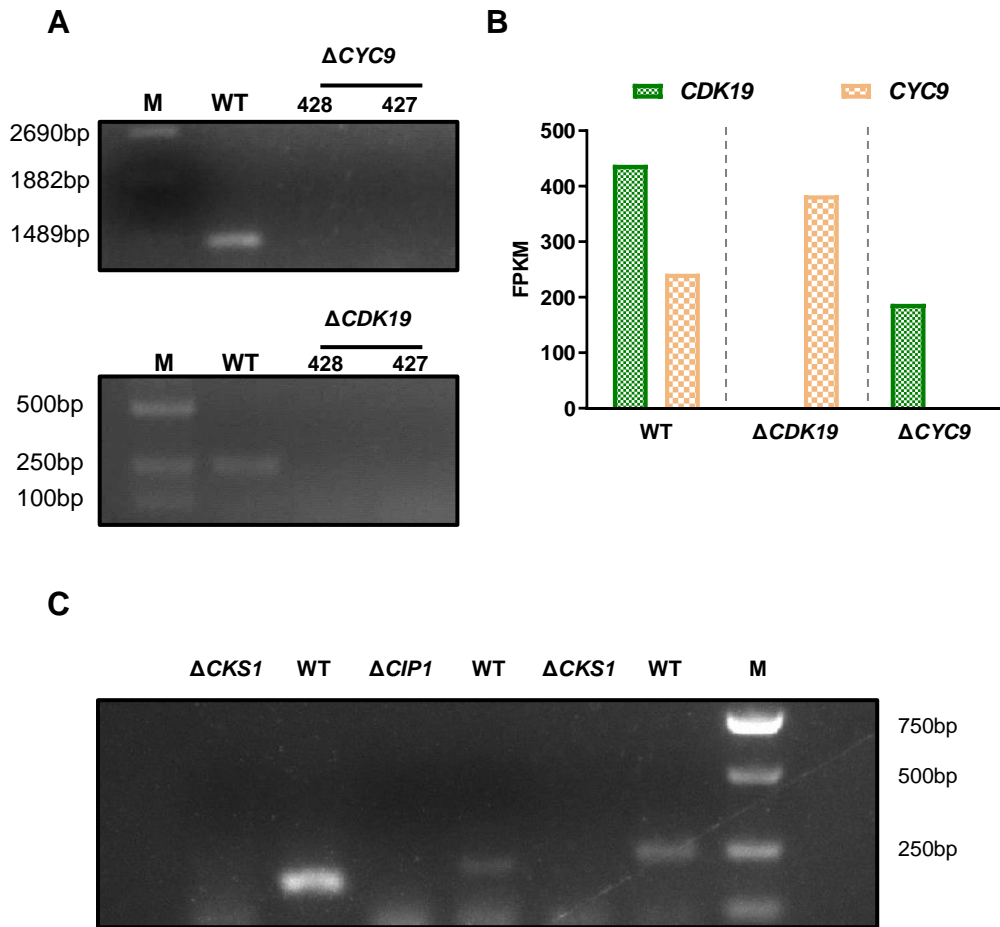 A
ΔCYC9
M WT 428 427
2690bp
1882bp
1489bp
ΔCDK19
M WT 428 427
500bp
250bp
100bp
B
CDK19 CYC9
500
400
300
200
100
0
FPKM
WT ΔCDK19 ΔCYC9
C
ΔCKS1 WT ΔCIP1 WT ΔCKS1 WT M
750bp
500bp
250bp